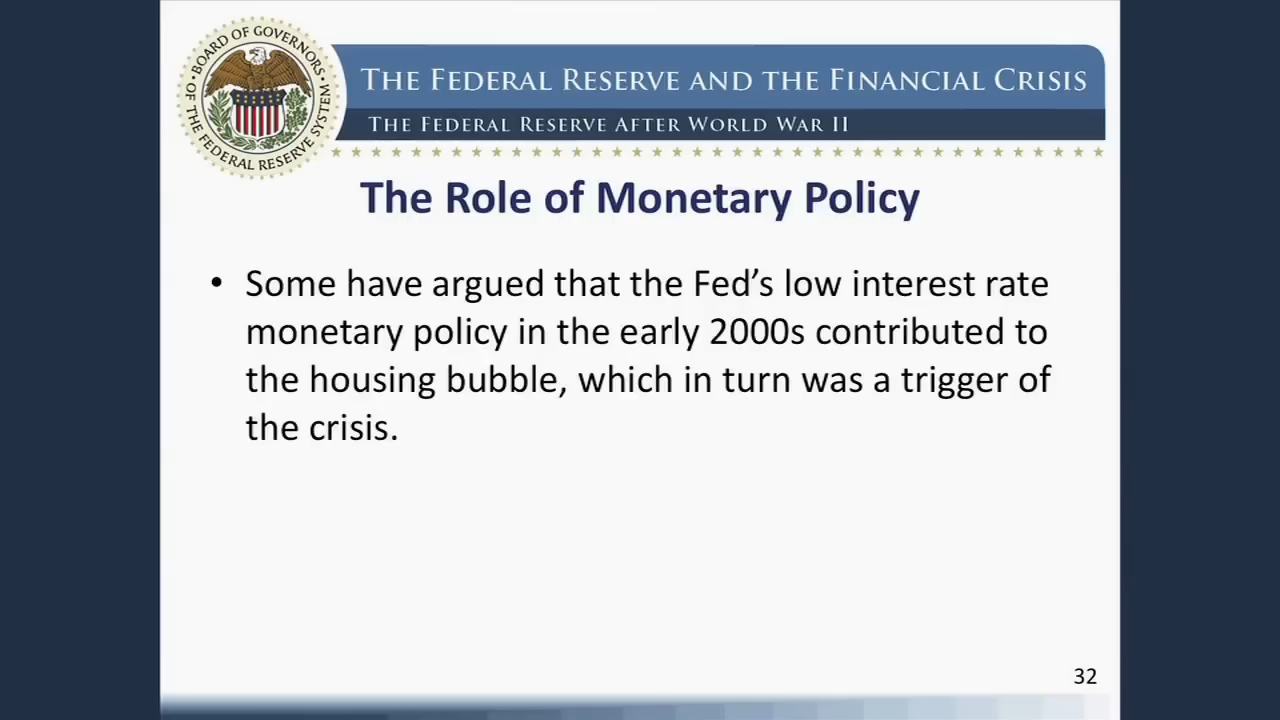 BOARD OF GOVERNORS
OF THE FEDERAL RESERVE SYSTEM
THE FEDERAL RESERVE AND THE FINANCIAL CRISIS
THE FEDERAL RESERVE AFTER WORLD WAR II
The Role of Monetary Policy
• Some have argued that the Fed’s low interest rate
monetary policy in the early 2000s contributed to
the housing bubble, which in turn was a trigger of
the crisis.
32